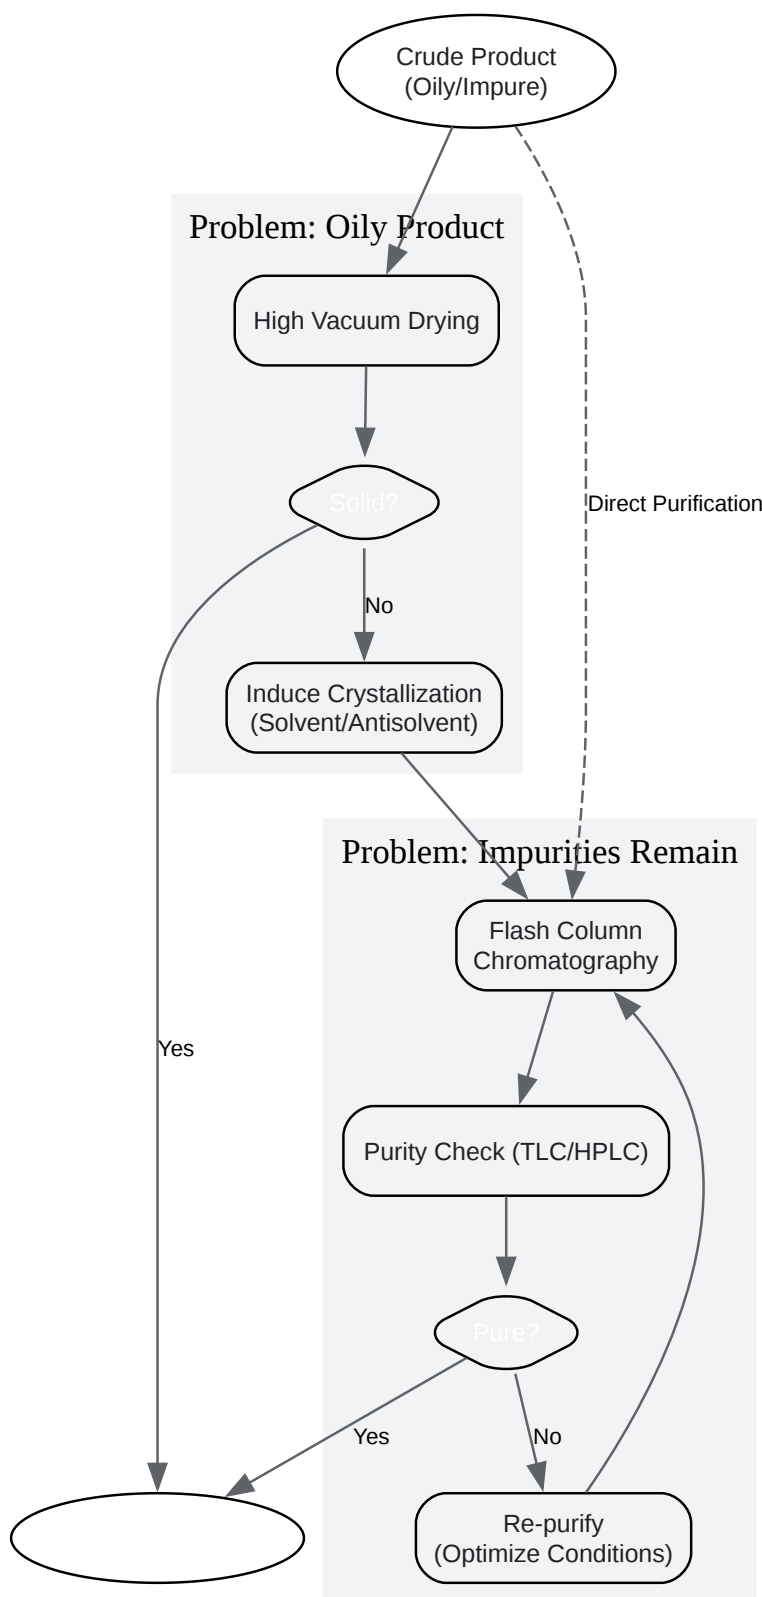 Crude Product
(Oily/Impure)
Problem: Oily Product
High Vacuum Drying
Solid?
Direct Purification
No
Induce Crystallization
(Solvent/Antisolvent)
Problem: Impurities Remain
Flash Column
Chromatography
Yes
Purity Check (TLC/HPLC)
Pure?
Yes
No
Re-purify
(Optimize Conditions)